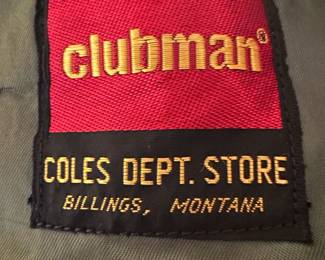 clubman®
COLES DEPT. STORE
BILLINGS, MONTANA